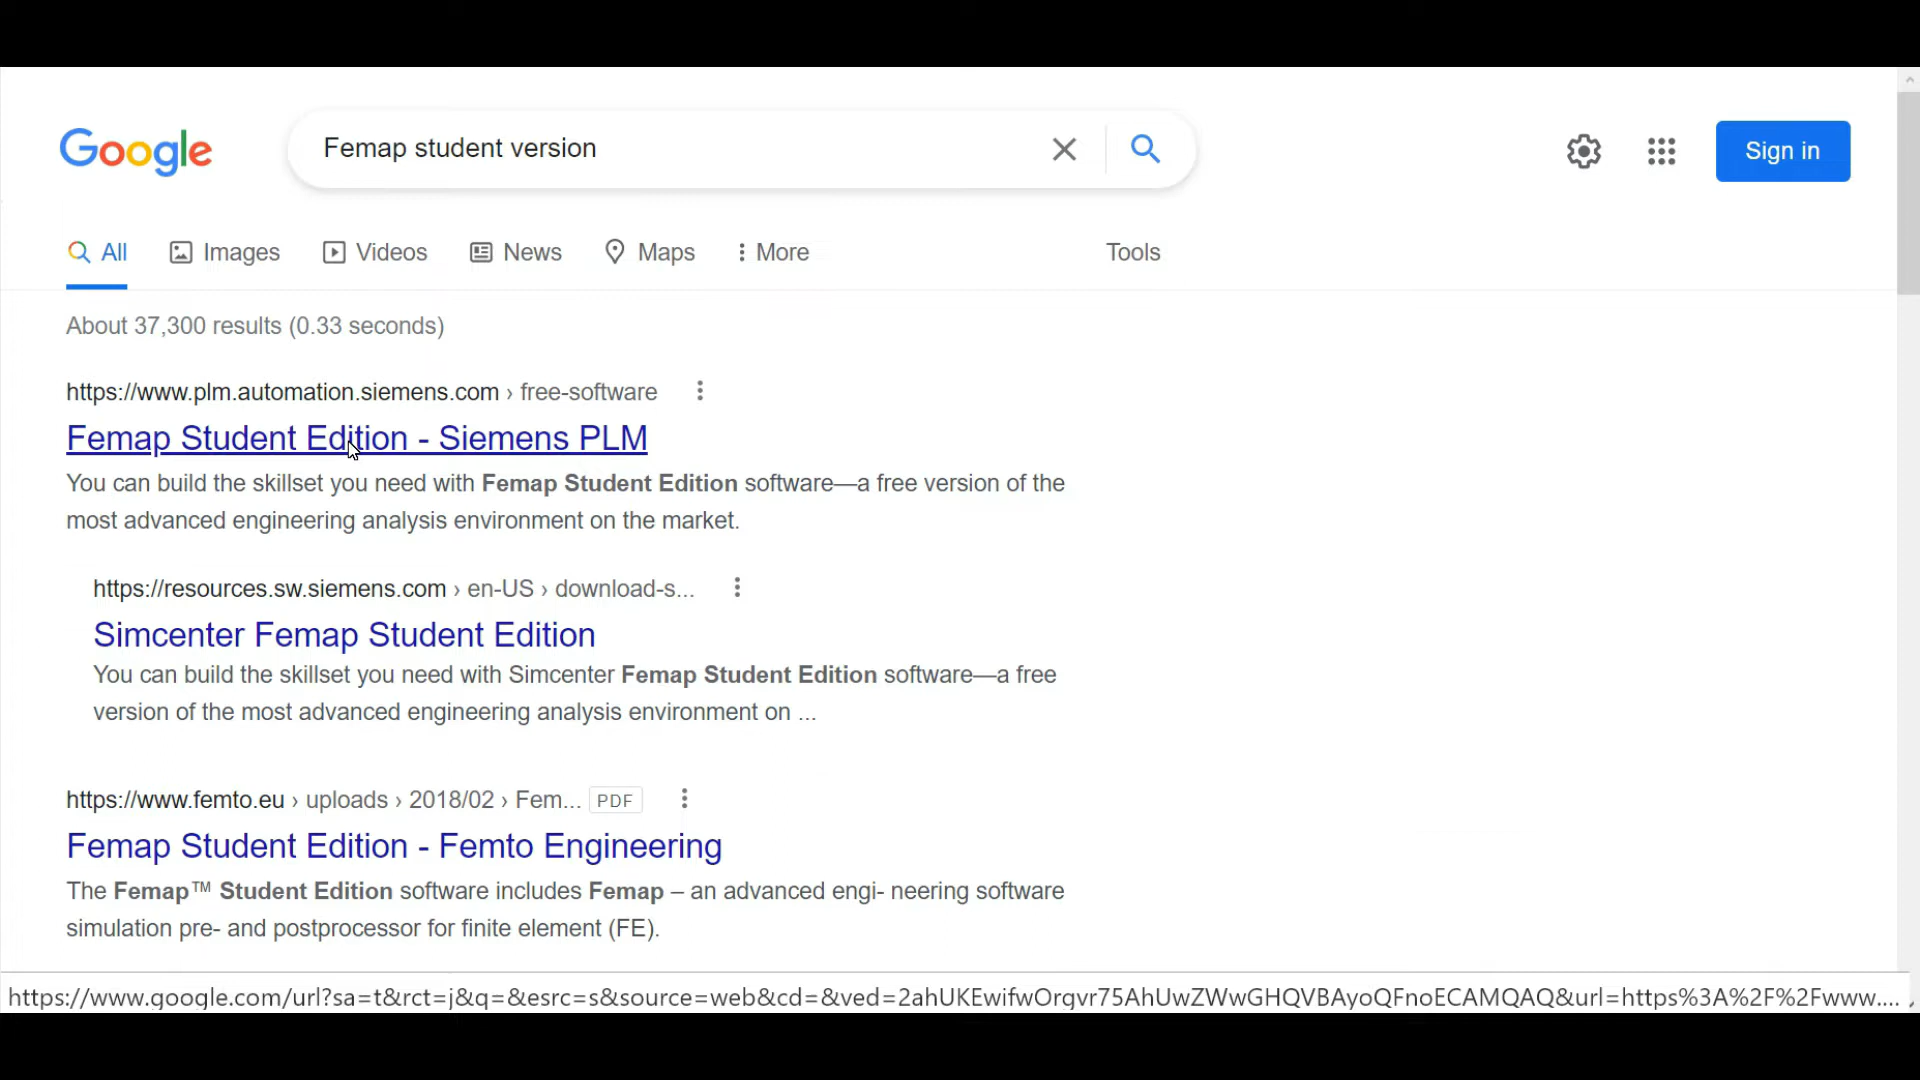 Google
Femap student version
Sign in
All
Images
Videos
News
Maps
More
Tools
About 37,300 results (0.33 seconds)
https://www.plm.automation.siemens.com › free-software
Femap Student Edition - Siemens PLM
You can build the skillset you need with Femap Student Edition software—a free version of the
most advanced engineering analysis environment on the market.
https://resources.sw.siemens.com › en-US › download-s...
Simcenter Femap Student Edition
You can build the skillset you need with Simcenter Femap Student Edition software—a free
version of the most advanced engineering analysis environment on ...
https://www.femto.eu › uploads › 2018/02 › Fem... PDF
Femap Student Edition - Femto Engineering
The Femap™ Student Edition software includes Femap – an advanced engi- neering software
simulation pre- and postprocessor for finite element (FE).
https://www.google.com/url?sa=t&rct=j&q=&esrc=s&source=web&cd=&ved=2ahUKEwifwOrgvr75AhUwZWwGHQVBAyoQFnoECAMQAQ&url=https%3A%2F%2Fwww....